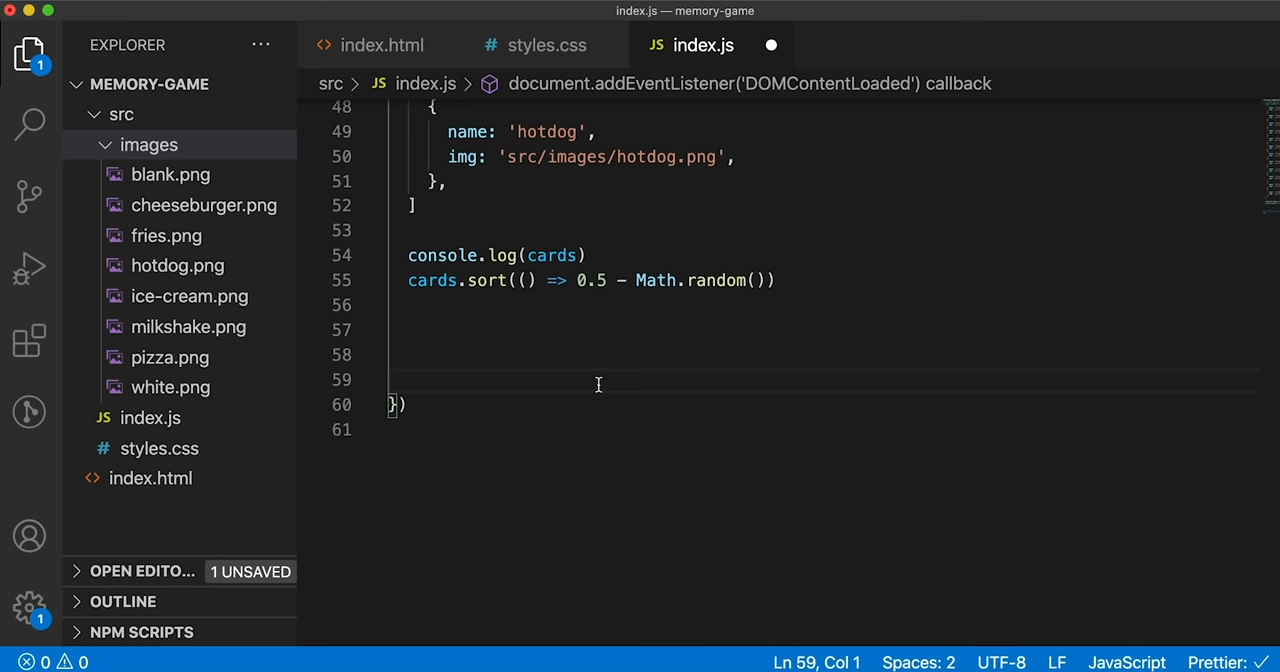 index.js — memory-game
EXPLORER ...
MEMORY-GAME
src
images
blank.png
cheeseburger.png
fries.png
hotdog.png
ice-cream.png
milkshake.png
pizza.png
white.png
JS index.js
# styles.css
<> index.html
OPEN EDITO... 1 UNSAVED
OUTLINE
NPM SCRIPTS
1
1
<> index.html # styles.css JS index.js
src > JS index.js > document.addEventListener('DOMContentLoaded') callback
48 {
49 name: 'hotdog',
50 img: 'src/images/hotdog.png',
51 },
52 ]
53
54 console.log(cards)
55 cards.sort(() => 0.5 - Math.random())
56
57
58
59
60 })
61
0 0 Ln 59, Col 1 Spaces: 2 UTF-8 LF JavaScript Prettier: ✓